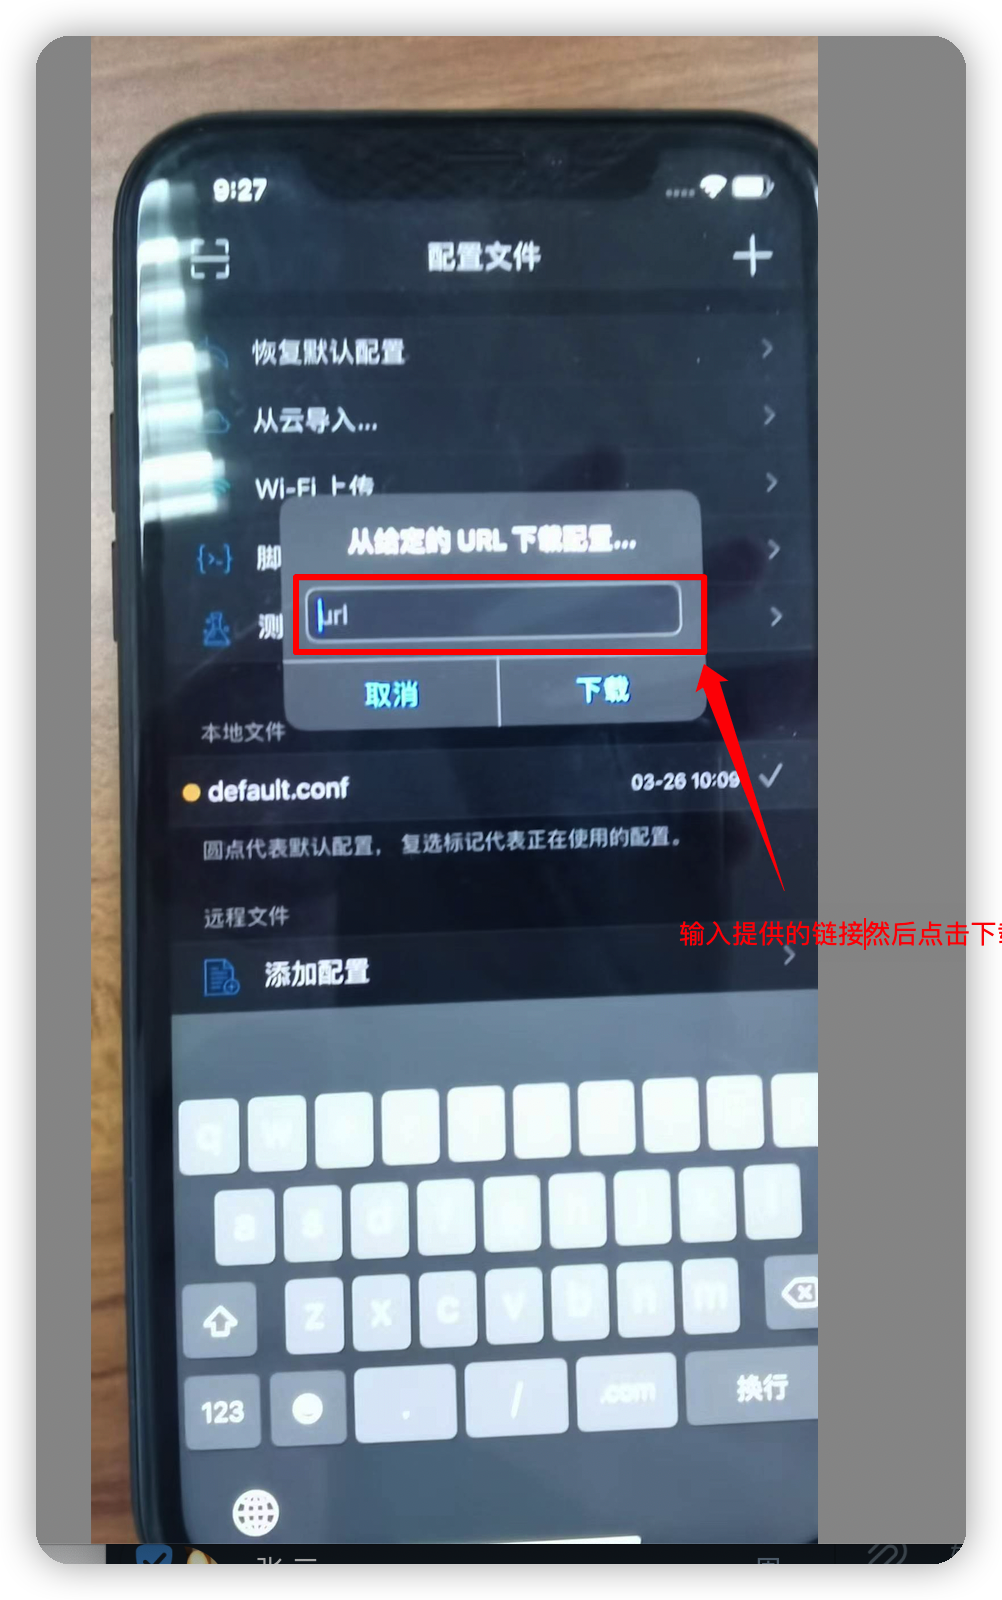 9:27
配置文件
恢复默认配置
从云导入...
Wi-Fi 上传
脚
测
从给定的 URL 下载配置...
url
取消
下载
本地文件
default.conf
03-26 10:09
圆点代表默认配置，复选标记代表正在使用的配置。
远程文件
输入提供的链接然后点击下
添加配置
q w
a s d f g h j k l
z x c v b n m
123
.
/
.com
换行